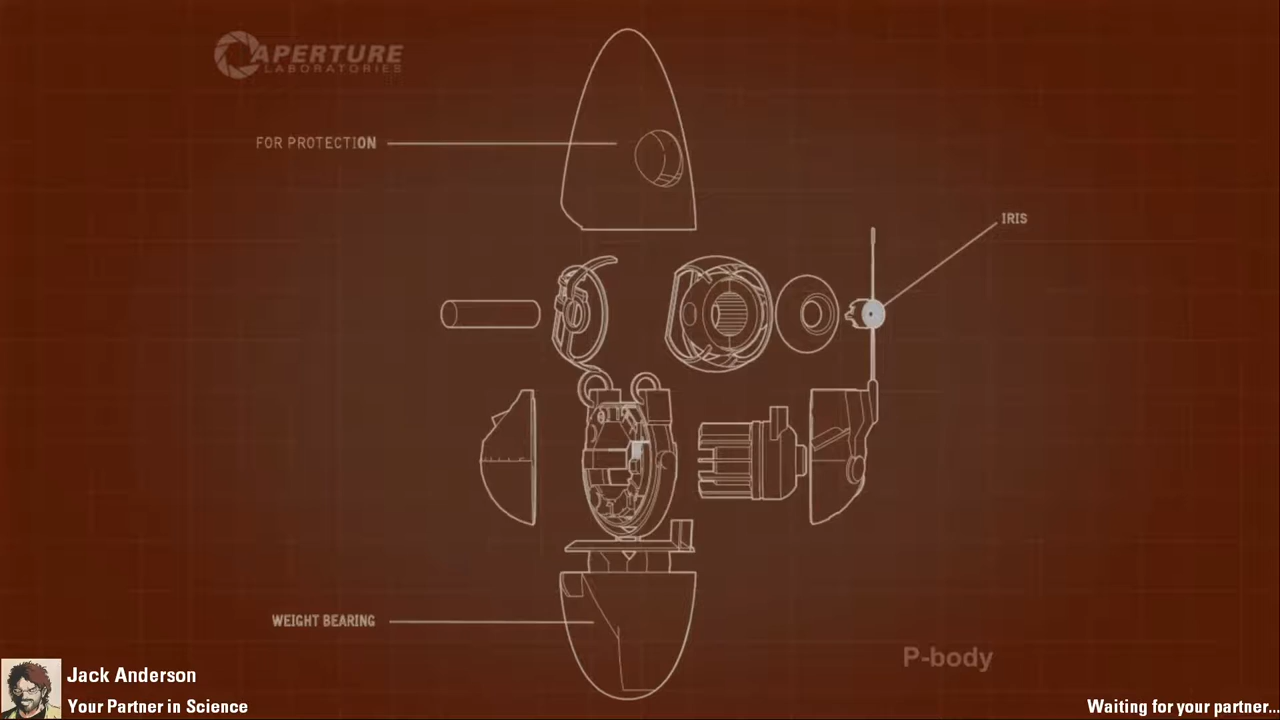 APERTURE
LABORATORIES
FOR PROTECTION
IRIS
WEIGHT BEARING
P-body
Jack Anderson
Your Partner in Science
Waiting for your partner...